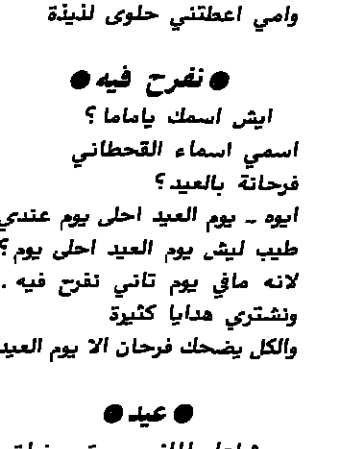 وامي اعطتني حلوى لذيذة
● نفرح فيه ●
ايش اسمك ياماما ؟
اسمي اسماء القحطاني
فرحانة بالعيد ؟
ايوه ـ يوم العيد احلى يوم عندي
طيب ليش يوم العيد احلى يوم ؟
لانه مافي يوم تاني نفرح فيه .
ونشتري هدايا كثيرة
والكل يضحك فرحان الا يوم العيد
● عيد ●